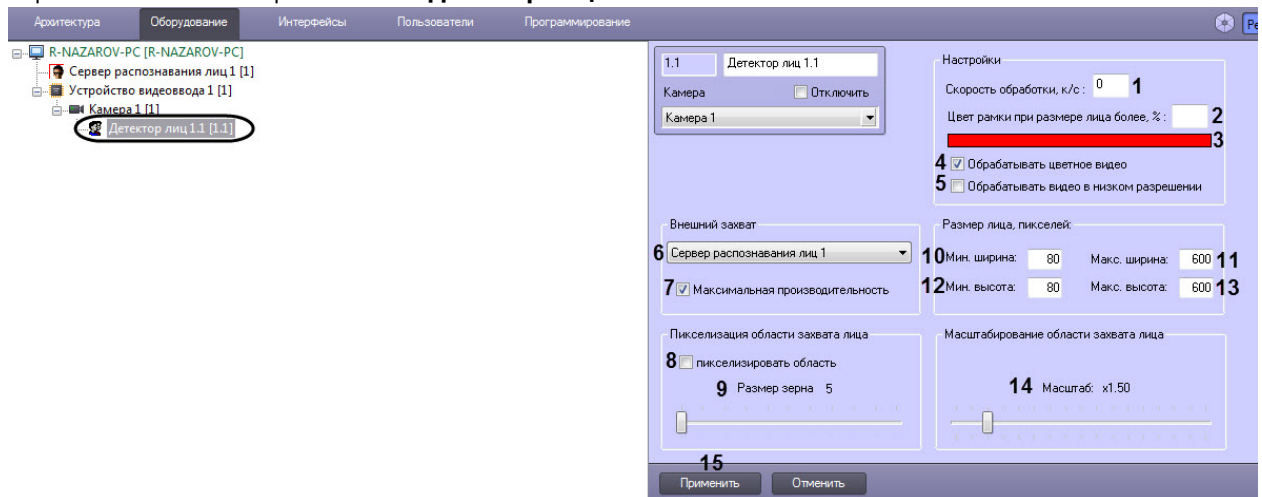 Архитектура Оборудование Интерфейсы Пользователи Программирование
R-NAZAROV-PC [R-NAZAROV-PC]
Сервер распознавания лиц 1 [1]
Устройство видеоввода 1 [1]
Камера 1 [1]
Детектор лиц 1.1 [1.1]
1.1 Детектор лиц 1.1
Камера Отключить
Камера 1
Настройки
Скорость обработки, к/с : 0 1
Цвет рамки при размере лица более, % : 2
3
4 Обрабатывать цветное видео
5 Обрабатывать видео в низком разрешении
Внешний захват
6 Сервер распознавания лиц 1
7 Максимальная производительность
Размер лица, пикселей:
10 Мин. ширина: 80 Макс. ширина: 600 11
12 Мин. высота: 80 Макс. высота: 600 13
Пикселизация области захвата лица
8 пикселизировать область
9 Размер зерна 5
Масштабирование области захвата лица
14 Масштаб: x1.50
15
Применить Отменить